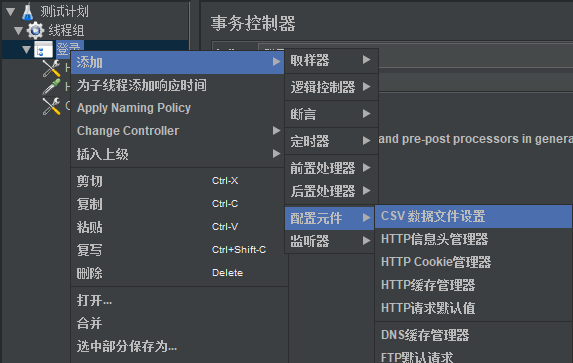 测试计划
线程组
登录
H
H
C
事务控制器
and pre-post processors in genera
添加
为子线程添加响应时间
Apply Naming Policy
Change Controller
插入上级
剪切 Ctrl-X
复制 Ctrl-C
粘贴 Ctrl-V
复写 Ctrl+Shift-C
删除 Delete
打开...
合并
选中部分保存为...
取样器
逻辑控制器
断言
定时器
前置处理器
后置处理器
配置元件
监听器
CSV 数据文件设置
HTTP信息头管理器
HTTP Cookie管理器
HTTP缓存管理器
HTTP请求默认值
DNS缓存管理器
FTP默认请求